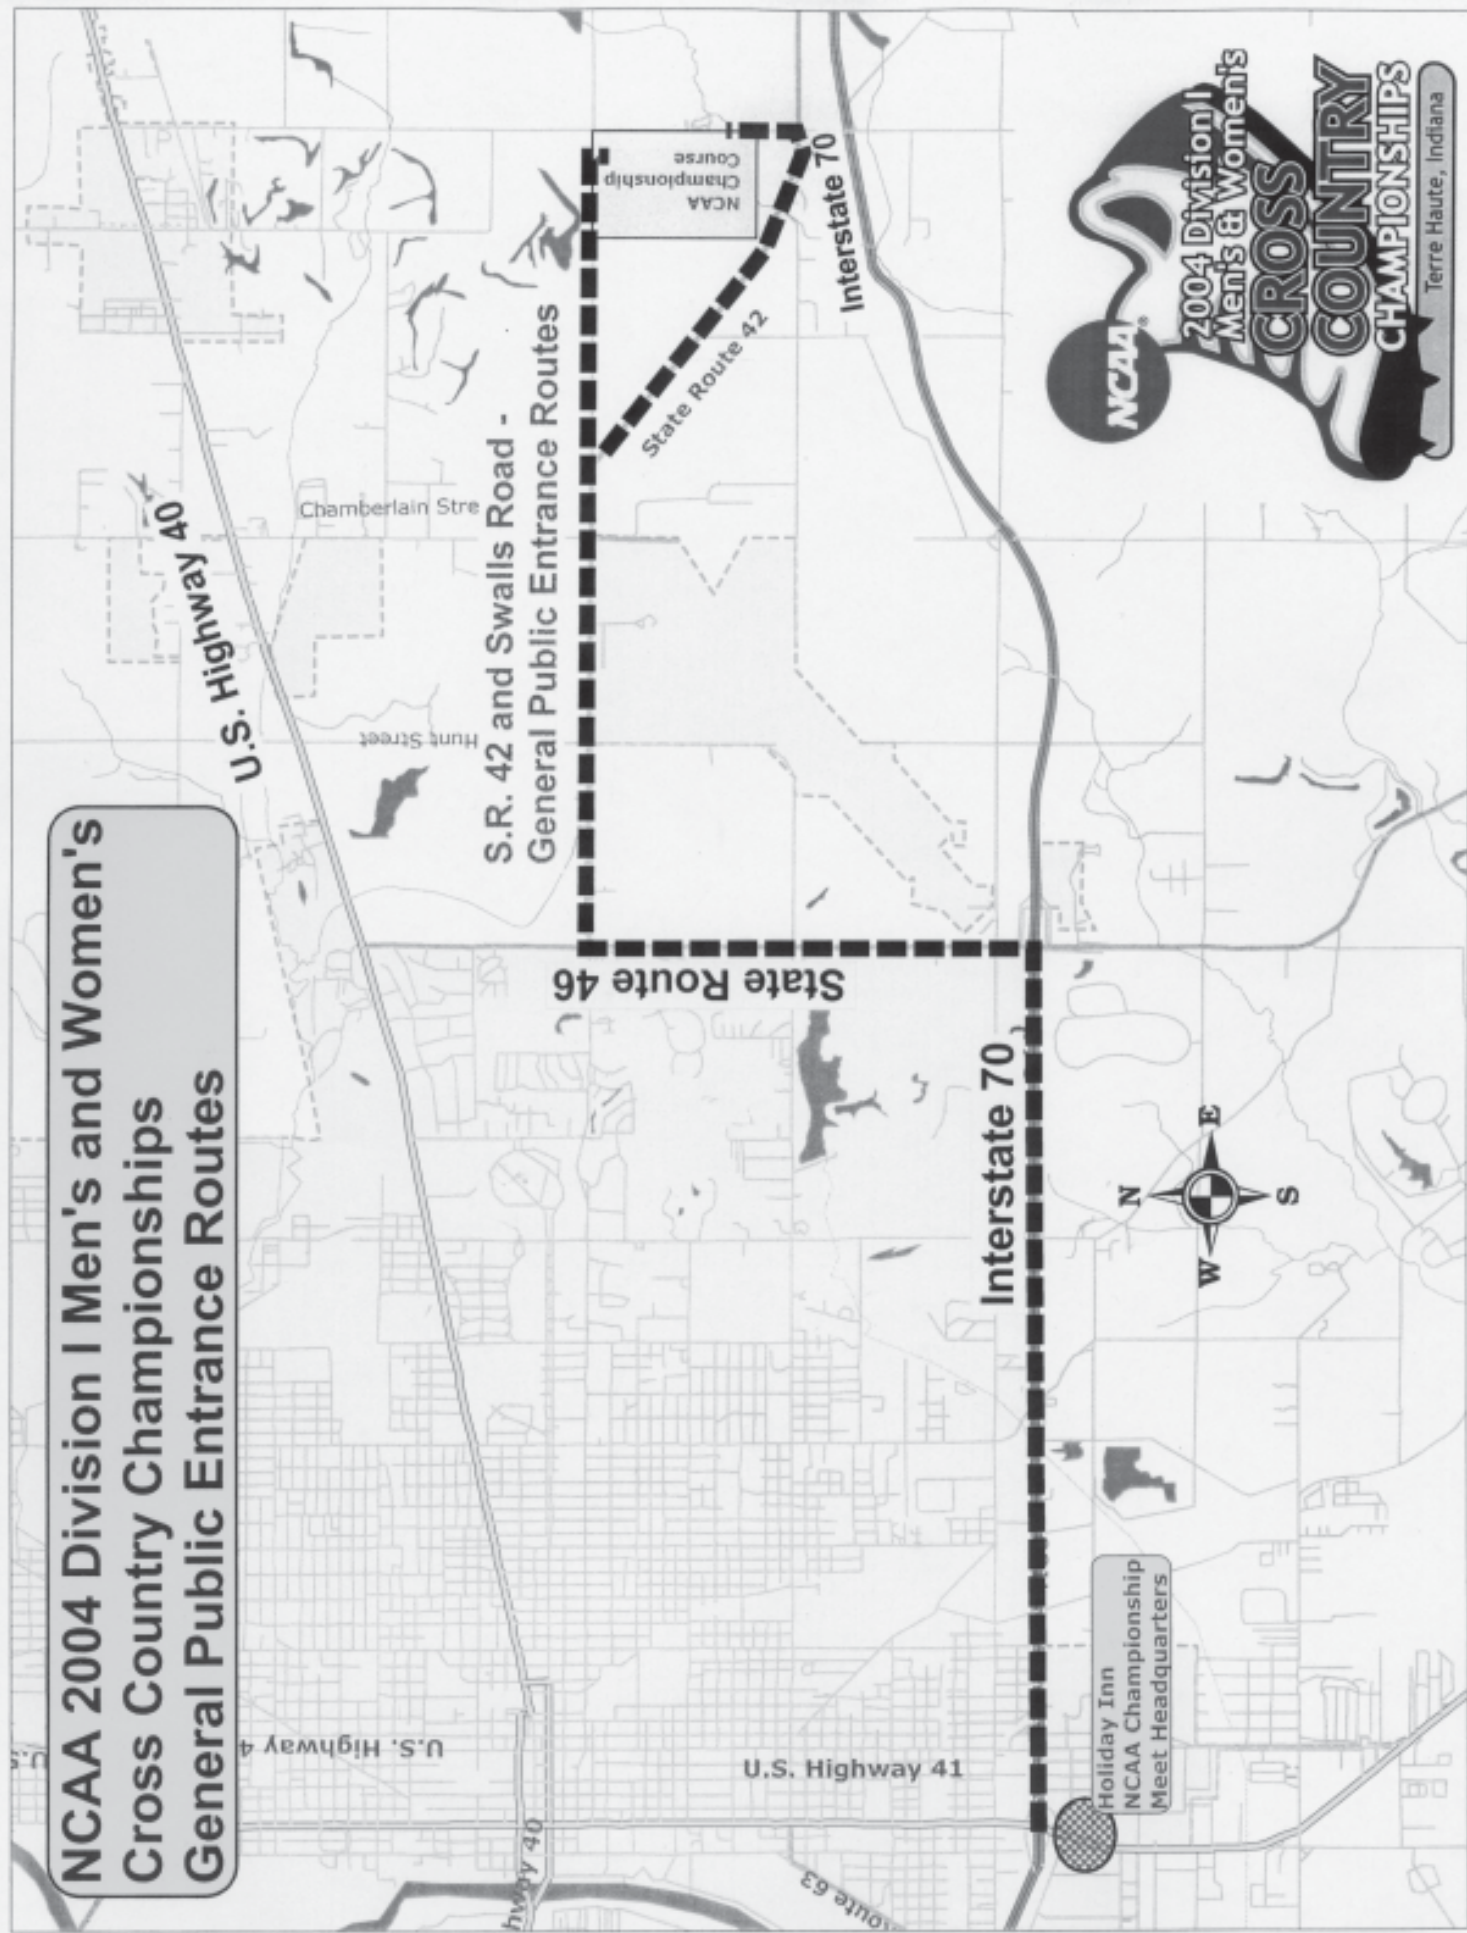 NCAA 2004 Division I Men's and Women's
Cross Country Championships
General Public Entrance Routes
U.S. Highway 40
Chamberlain Stre
Hunt Street
S.R. 42 and Swalls Road -
General Public Entrance Routes
NCAA
Championship
Course
State Route 42
Interstate 70
State Route 46
Interstate 70
N
W
E
S
U.S. Highway 4
U.S. Highway 41
hway 40
Route 63
Holiday Inn
NCAA Championship
Meet Headquarters
NCAA®
2004 Division I
Men's & Women's
CROSS
COUNTRY
CHAMPIONSHIPS
Terre Haute, Indiana